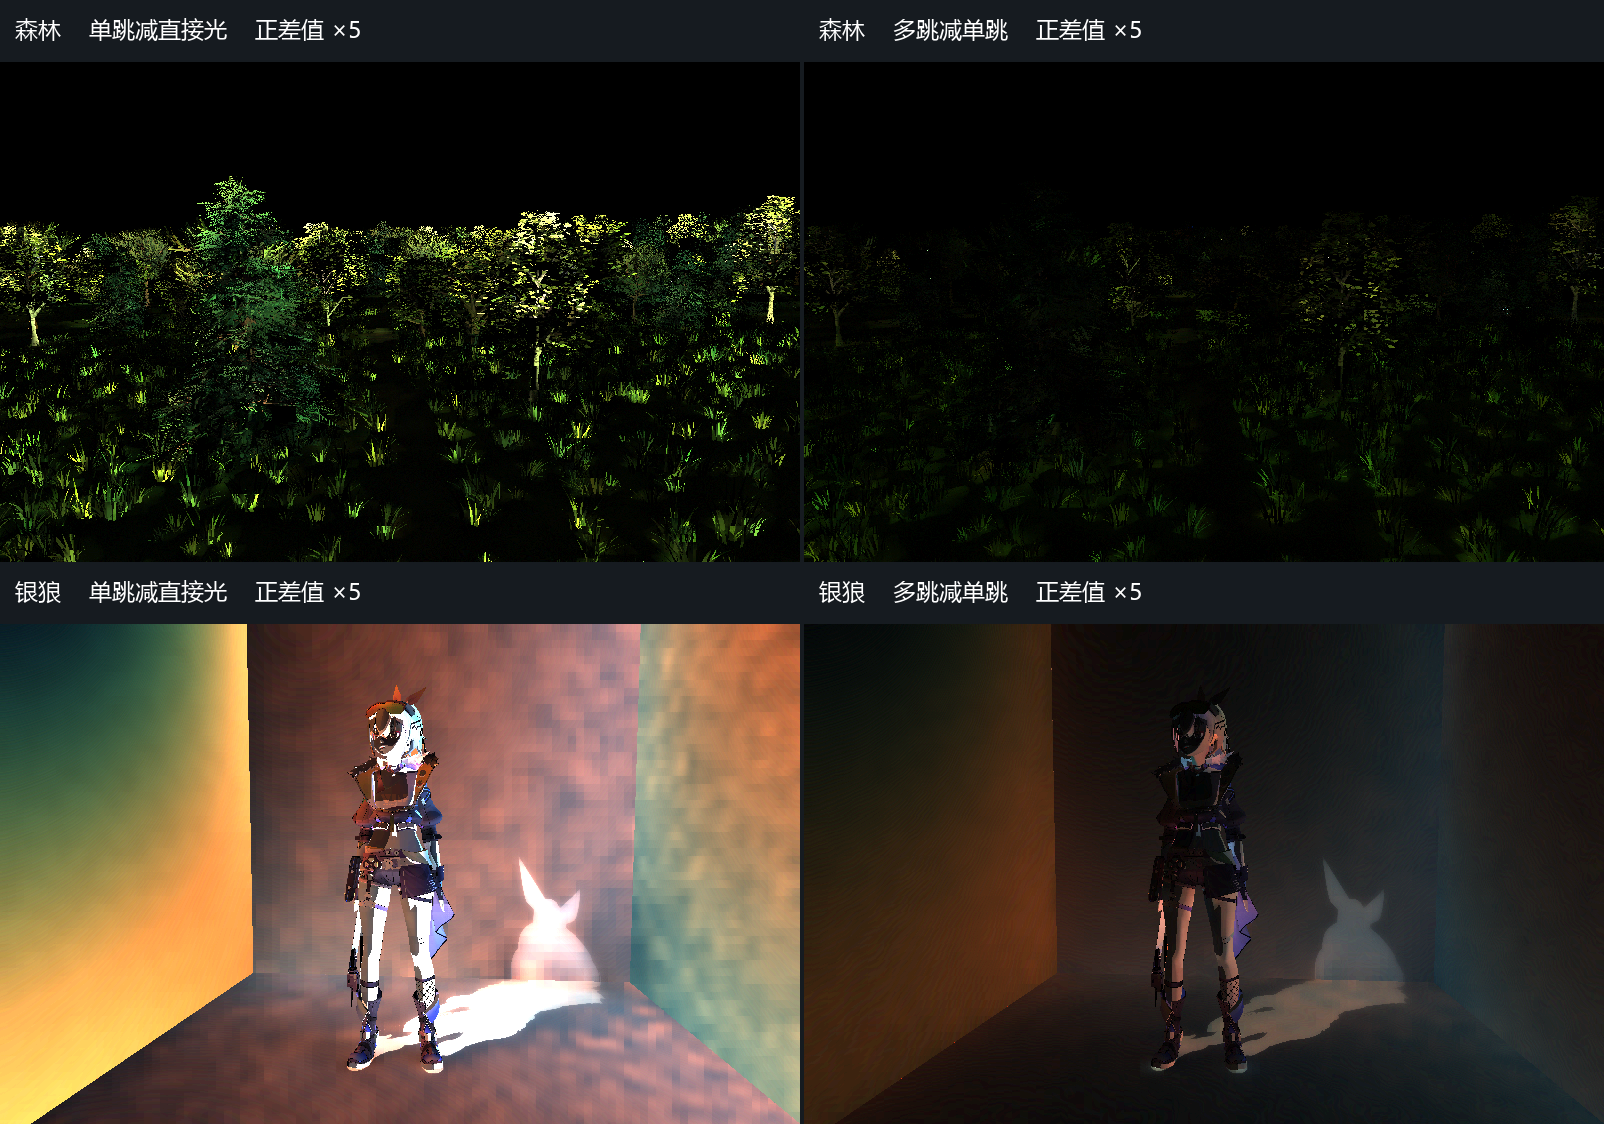 森林 单跳减直接光 正差值 ×5
森林 多跳减单跳 正差值 ×5
银狼 单跳减直接光 正差值 ×5
银狼 多跳减单跳 正差值 ×5